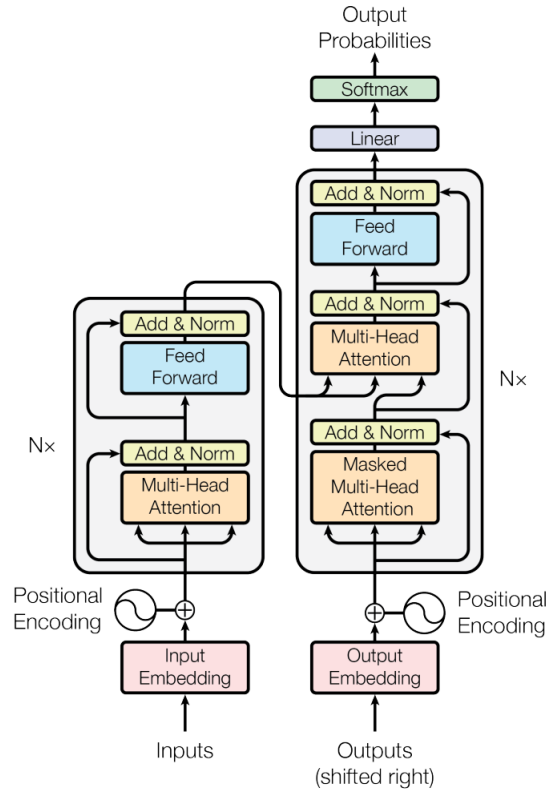 Output
Probabilities
Softmax
Linear
Add & Norm
Feed
Forward
Add & Norm
Multi-Head
Attention
Add & Norm
Masked
Multi-Head
Attention
N×
Add & Norm
Feed
Forward
Add & Norm
Multi-Head
Attention
N×
Positional
Encoding
Positional
Encoding
Input
Embedding
Output
Embedding
Inputs
Outputs
(shifted right)